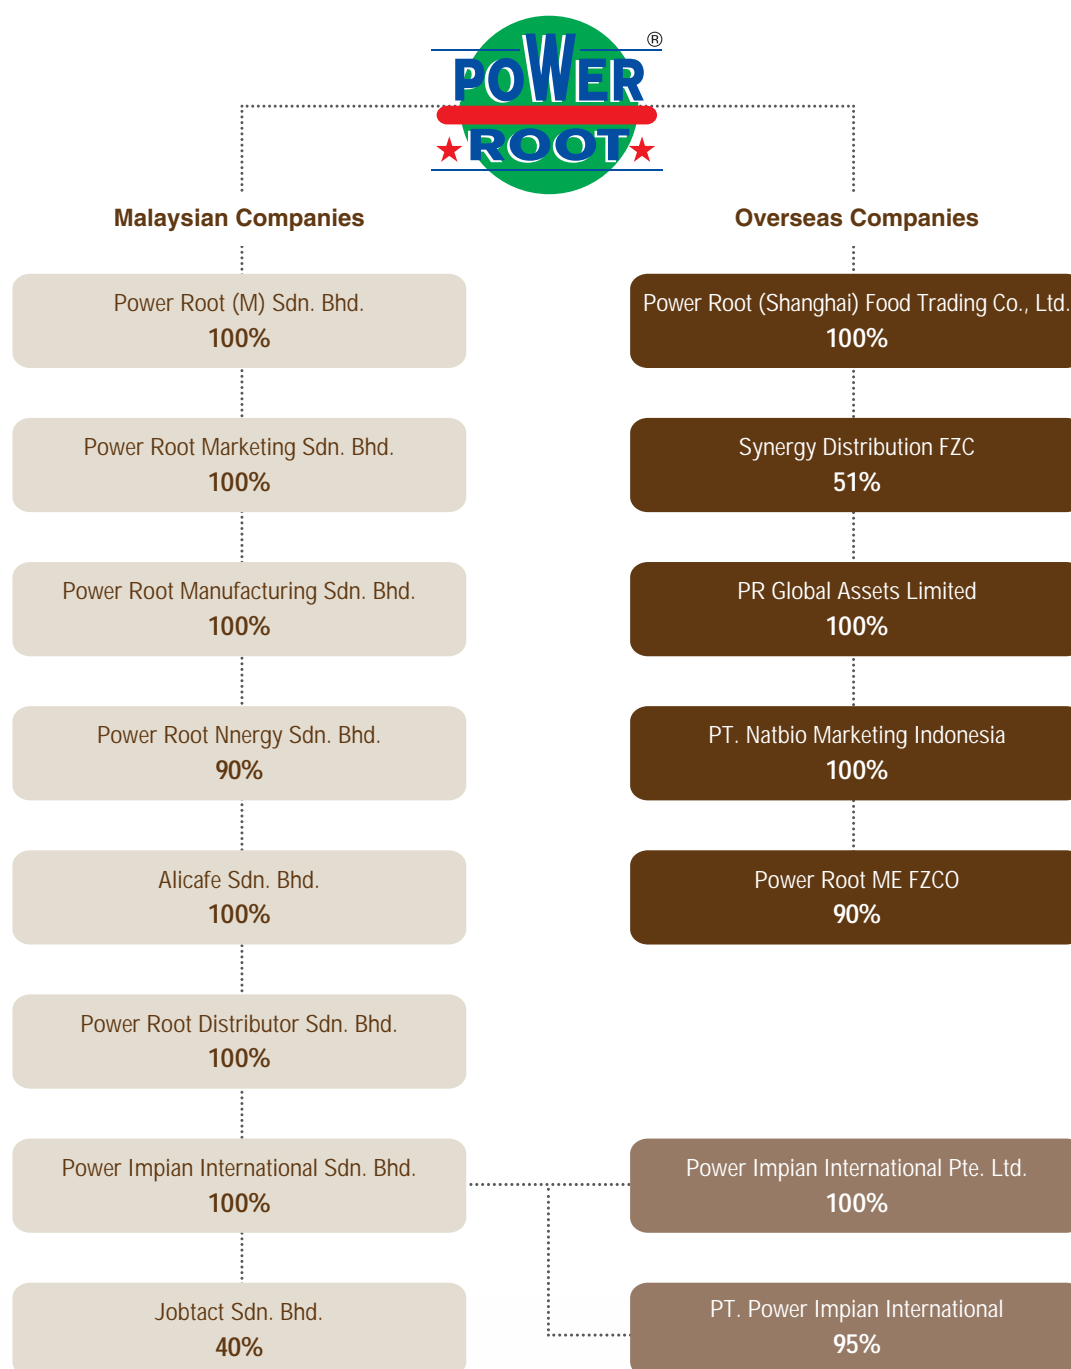 POWER ®
ROOT
Malaysian Companies
Power Root (M) Sdn. Bhd.
100%
Power Root Marketing Sdn. Bhd.
100%
Power Root Manufacturing Sdn. Bhd.
100%
Power Root Nnergy Sdn. Bhd.
90%
Alicafe Sdn. Bhd.
100%
Power Root Distributor Sdn. Bhd.
100%
Power Impian International Sdn. Bhd.
100%
Jobtact Sdn. Bhd.
40%
Overseas Companies
Power Root (Shanghai) Food Trading Co., Ltd.
100%
Synergy Distribution FZC
51%
PR Global Assets Limited
100%
PT. Natbio Marketing Indonesia
100%
Power Root ME FZCO
90%
Power Impian International Pte. Ltd.
100%
PT. Power Impian International
95%